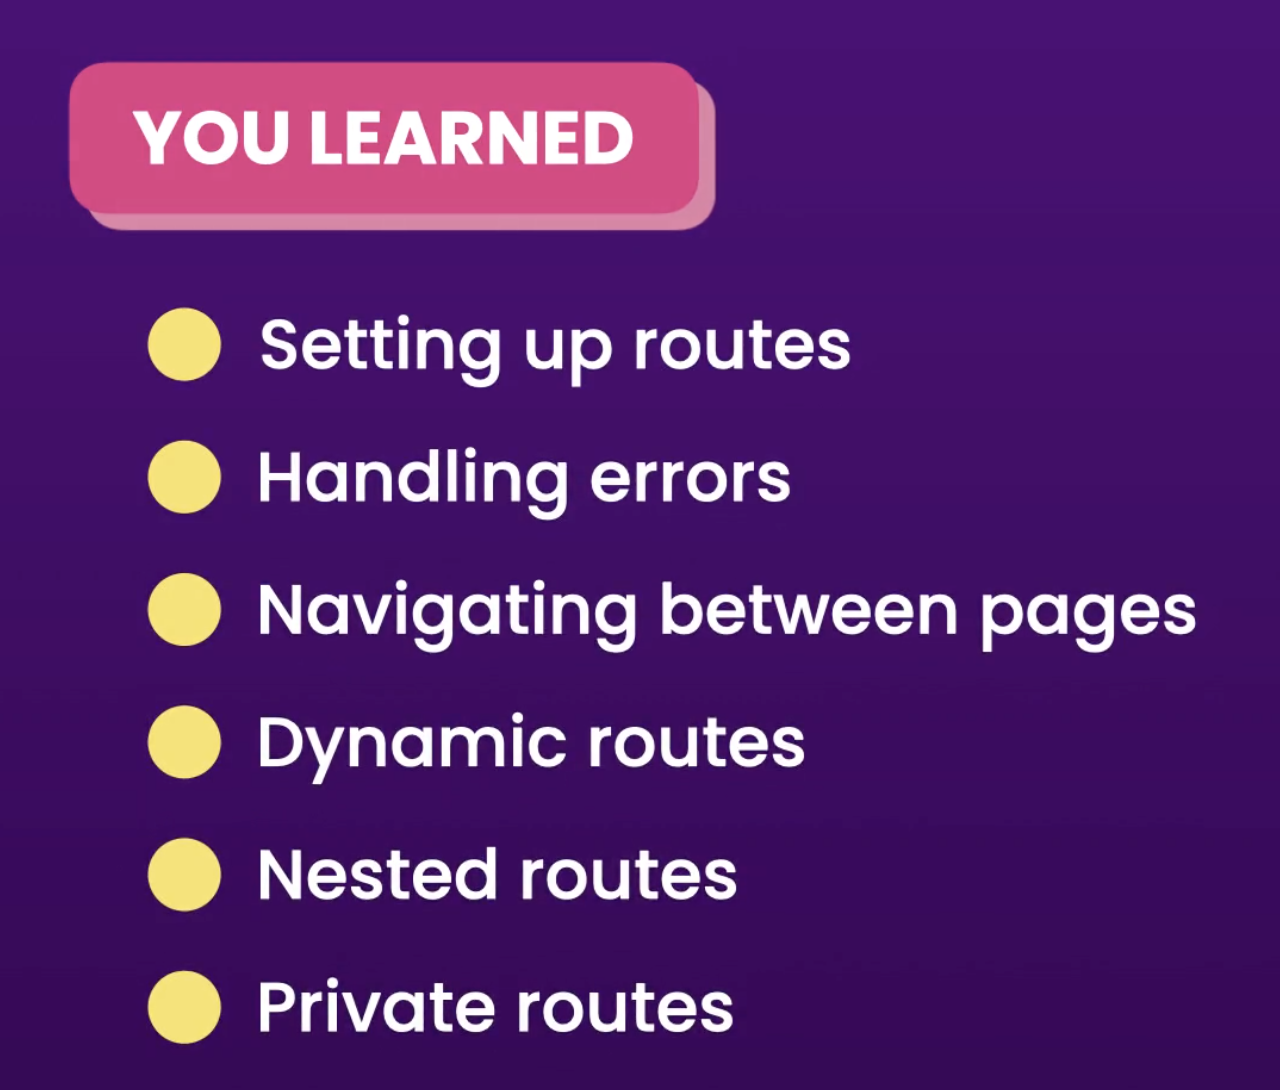 YOU LEARNED
Setting up routes
Handling errors
Navigating between pages
Dynamic routes
Nested routes
Private routes